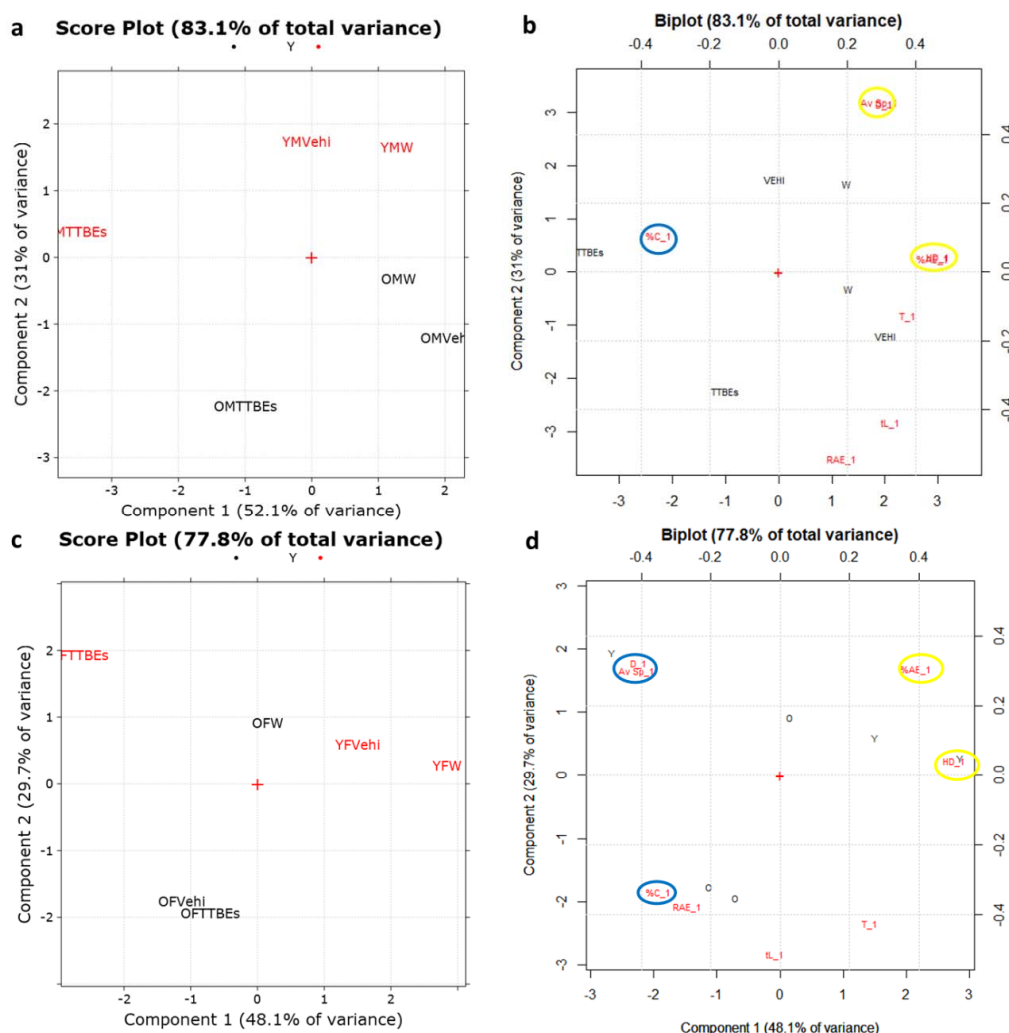 a
Score Plot (83.1% of total variance)
Y
2
1
0
-1
-2
-3
Component 2 (31% of variance)
YMVehi
YMW
MTTBEs
OMW
OMVeh
OMTTBEs
-3 -2 -1 0 1 2
Component 1 (52.1% of variance)
b
Biplot (83.1% of total variance)
-0.4 -0.2 0.0 0.2 0.4
3
2
1
0
-1
-2
-3
Component 2 (31% of variance)
0.4
0.2
0.0
-0.2
-0.4
Av Sp_1
VEHI
W
%C_1
TTBEs
W
T_1
VEHI
TTBEs
tL_1
RAE_1
-2 -1 0 1 2 3
Component 1 (52.1% of variance)
c
Score Plot (77.8% of total variance)
Y
2
1
0
-1
-2
Component 2 (29.7% of variance)
FTTBEs
OFW
YFVehi
YFW
OFVehi
OFTTBEs
-2 -1 0 1 2 3
Component 1 (48.1% of variance)
d
Biplot (77.8% of total variance)
-0.4 -0.2 0.0 0.2 0.4
3
2
1
0
-1
-2
-3
Component 2 (29.7% of variance)
0.4
0.2
0.0
-0.2
-0.4
Y
D_1
Av Sp_1
%AE_1
O
Y
Y
HD_1
%C_1
O
RAE_1
O
T_1
tL_1
-3 -2 -1 0 1 2 3
Component 1 (48.1% of variance)